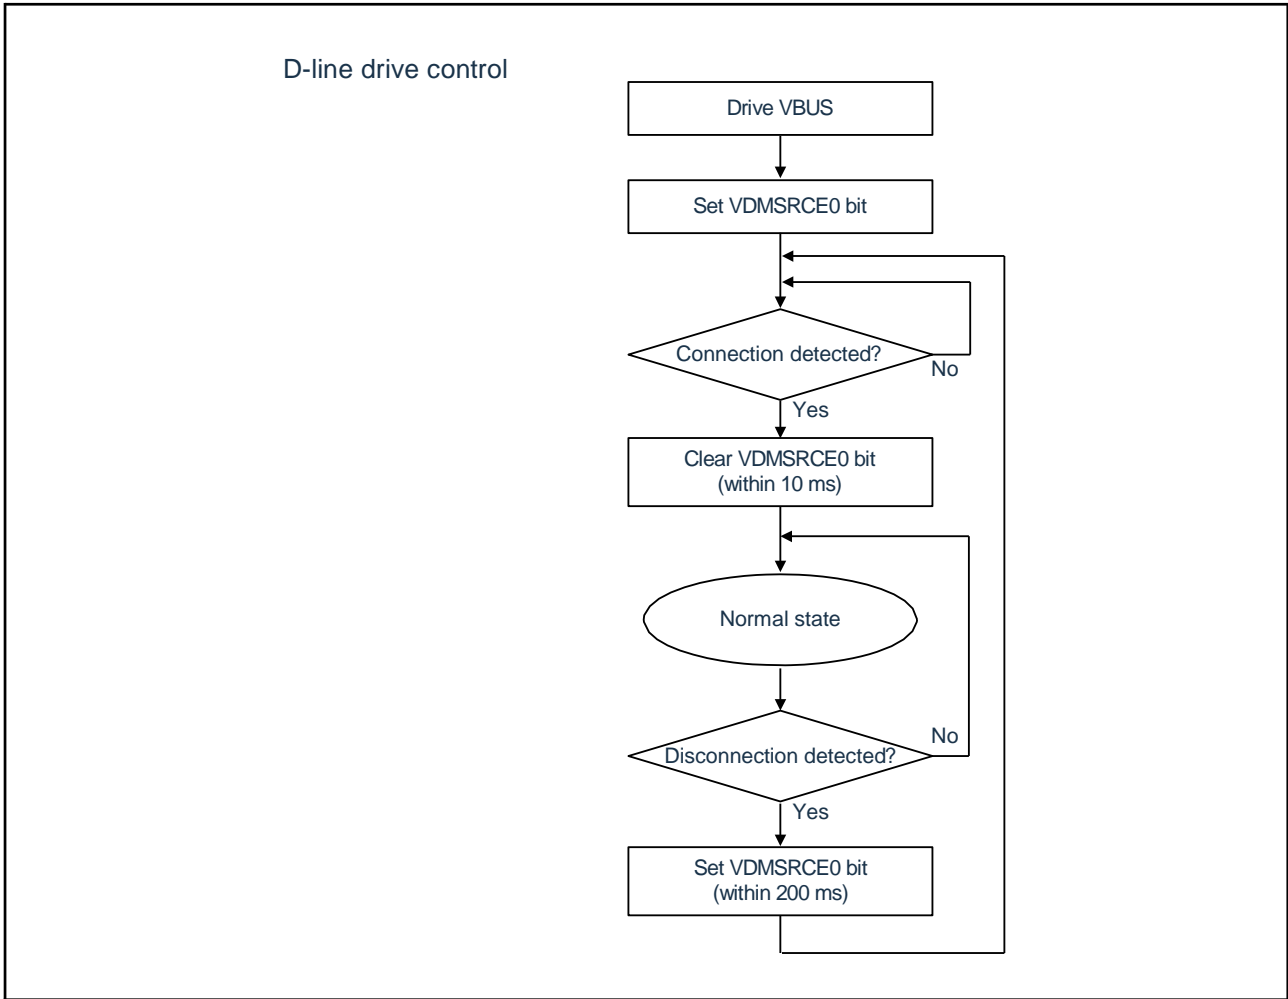 D-line drive control
Drive VBUS
Set VDMSRCE0 bit
Connection detected?
No
Yes
Clear VDMSRCE0 bit
(within 10 ms)
Normal state
No
Disconnection detected?
Yes
Set VDMSRCE0 bit
(within 200 ms)